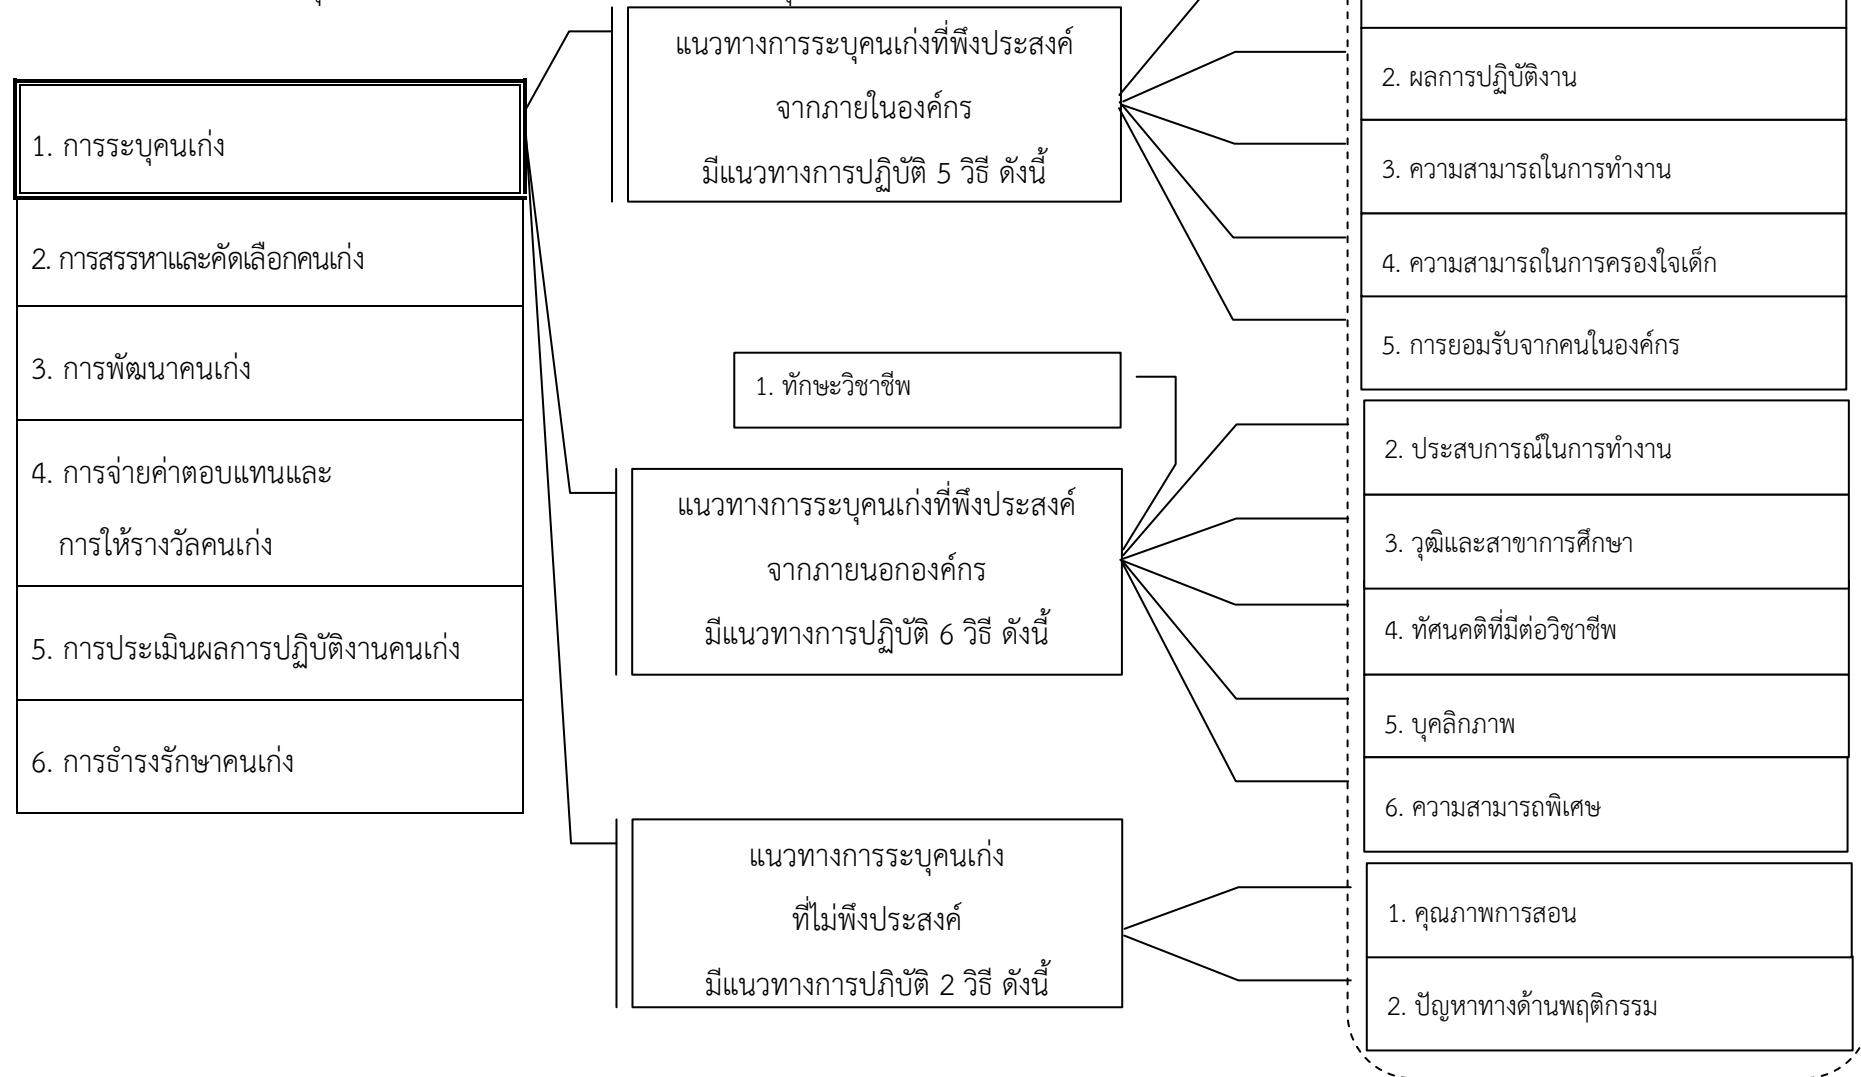 1. การระบุคนเก่ง
2. การสรรหาและคัดเลือกคนเก่ง
3. การพัฒนาคนเก่ง
4. การจ่ายค่าตอบแทนและ
การให้รางวัลคนเก่ง
5. การประเมินผลการปฏิบัติงานคนเก่ง
6. การธำรงรักษาคนเก่ง
แนวทางการระบุคนเก่งที่พึงประสงค์
จากภายในองค์กร
มีแนวทางการปฏิบัติ 5 วิธี ดังนี้
2. ผลการปฏิบัติงาน
3. ความสามารถในการทำงาน
4. ความสามารถในการครองใจเด็ก
5. การยอมรับจากคนในองค์กร
1. ทักษะวิชาชีพ
แนวทางการระบุคนเก่งที่พึงประสงค์
จากภายนอกองค์กร
มีแนวทางการปฏิบัติ 6 วิธี ดังนี้
2. ประสบการณ์ในการทำงาน
3. วุฒิและสาขาการศึกษา
4. ทัศนคติที่มีต่อวิชาชีพ
5. บุคลิกภาพ
6. ความสามารถพิเศษ
แนวทางการระบุคนเก่ง
ที่ไม่พึงประสงค์
มีแนวทางการปฏิบัติ 2 วิธี ดังนี้
1. คุณภาพการสอน
2. ปัญหาทางด้านพฤติกรรม